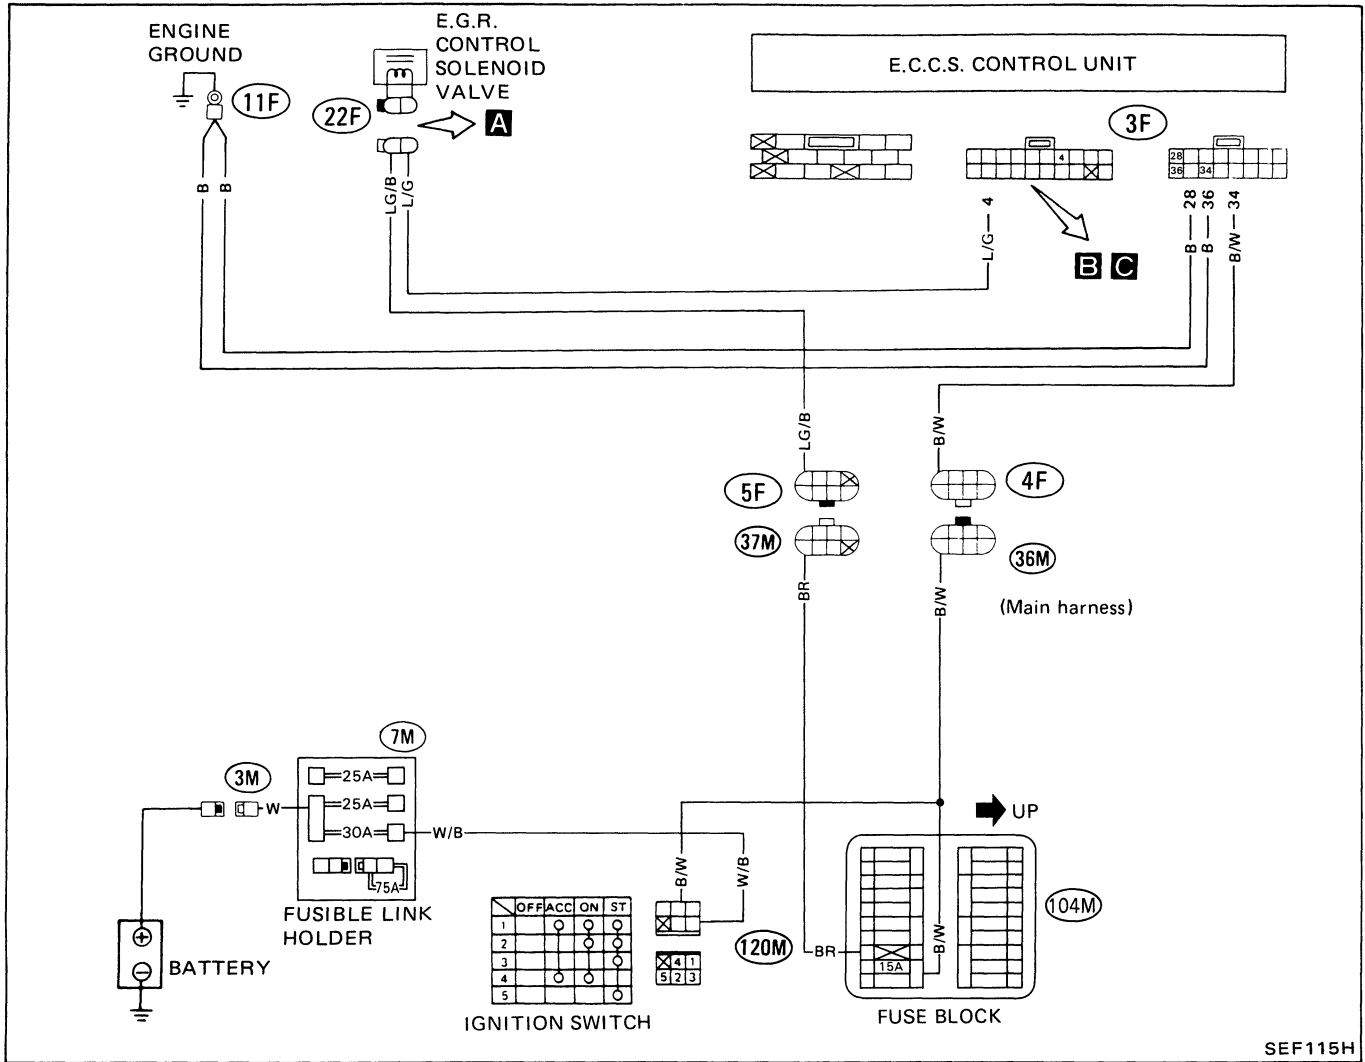 ENGINE
GROUND
11F
E.G.R.
CONTROL
SOLENOID
VALVE
22F
A
E.C.C.S. CONTROL UNIT
3F
4
28
36 34
B
B
LG/B
L/G
4
L/G
B C
28
36
34
B
B
B/W
LG/B
B/W
5F
4F
37M
36M
BR
B/W
(Main harness)
7M
3M
W
25A
25A
30A
75A
W/B
FUSIBLE LINK
HOLDER
BATTERY
OFF ACC ON ST
1
2
3
4
5
IGNITION SWITCH
B/W
W/B
120M
4 1
5 2 3
UP
BR
15A
B/W
104M
FUSE BLOCK
SEF115H